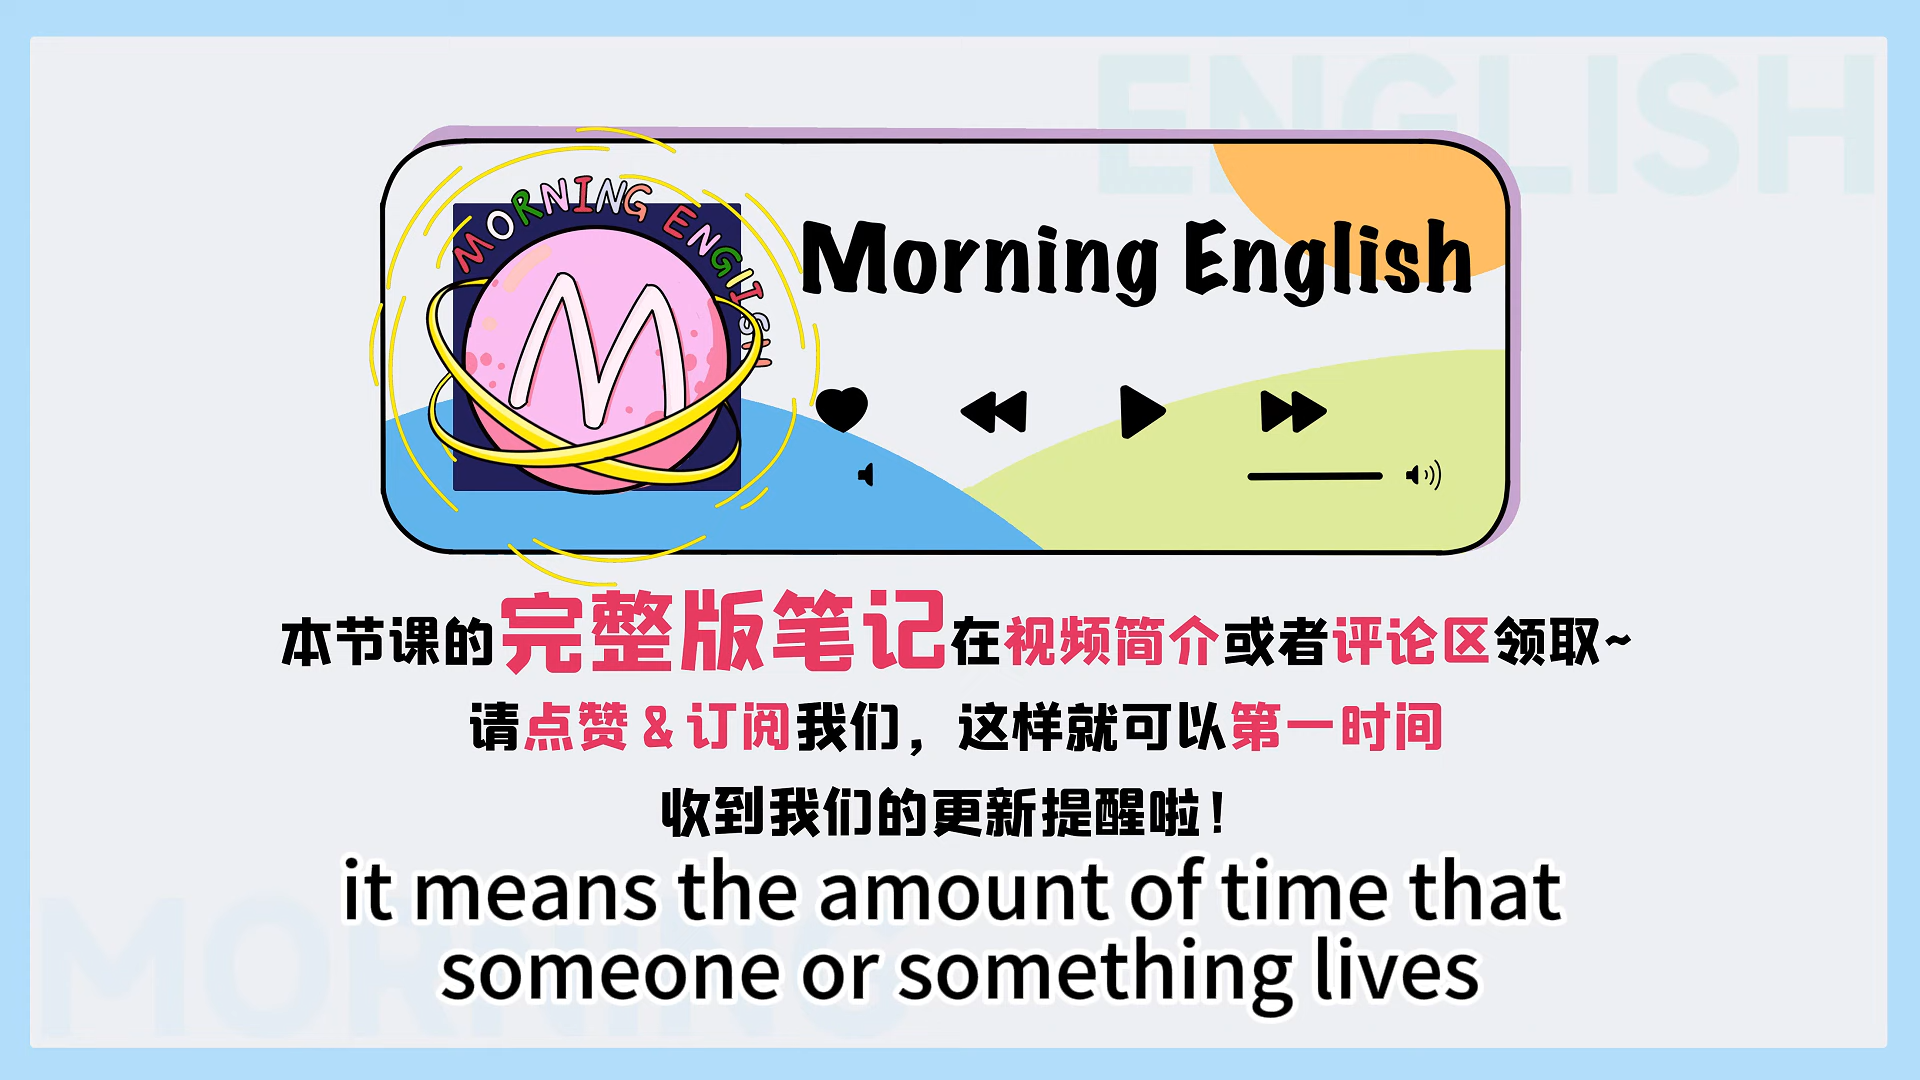 ENGLISH
MORNING ENGLISH
M
Morning English
本节课的完整版笔记在视频简介或者评论区领取~
请点赞&订阅我们，这样就可以第一时间
收到我们的更新提醒啦！
it means the amount of time that
someone or something lives
MORNING